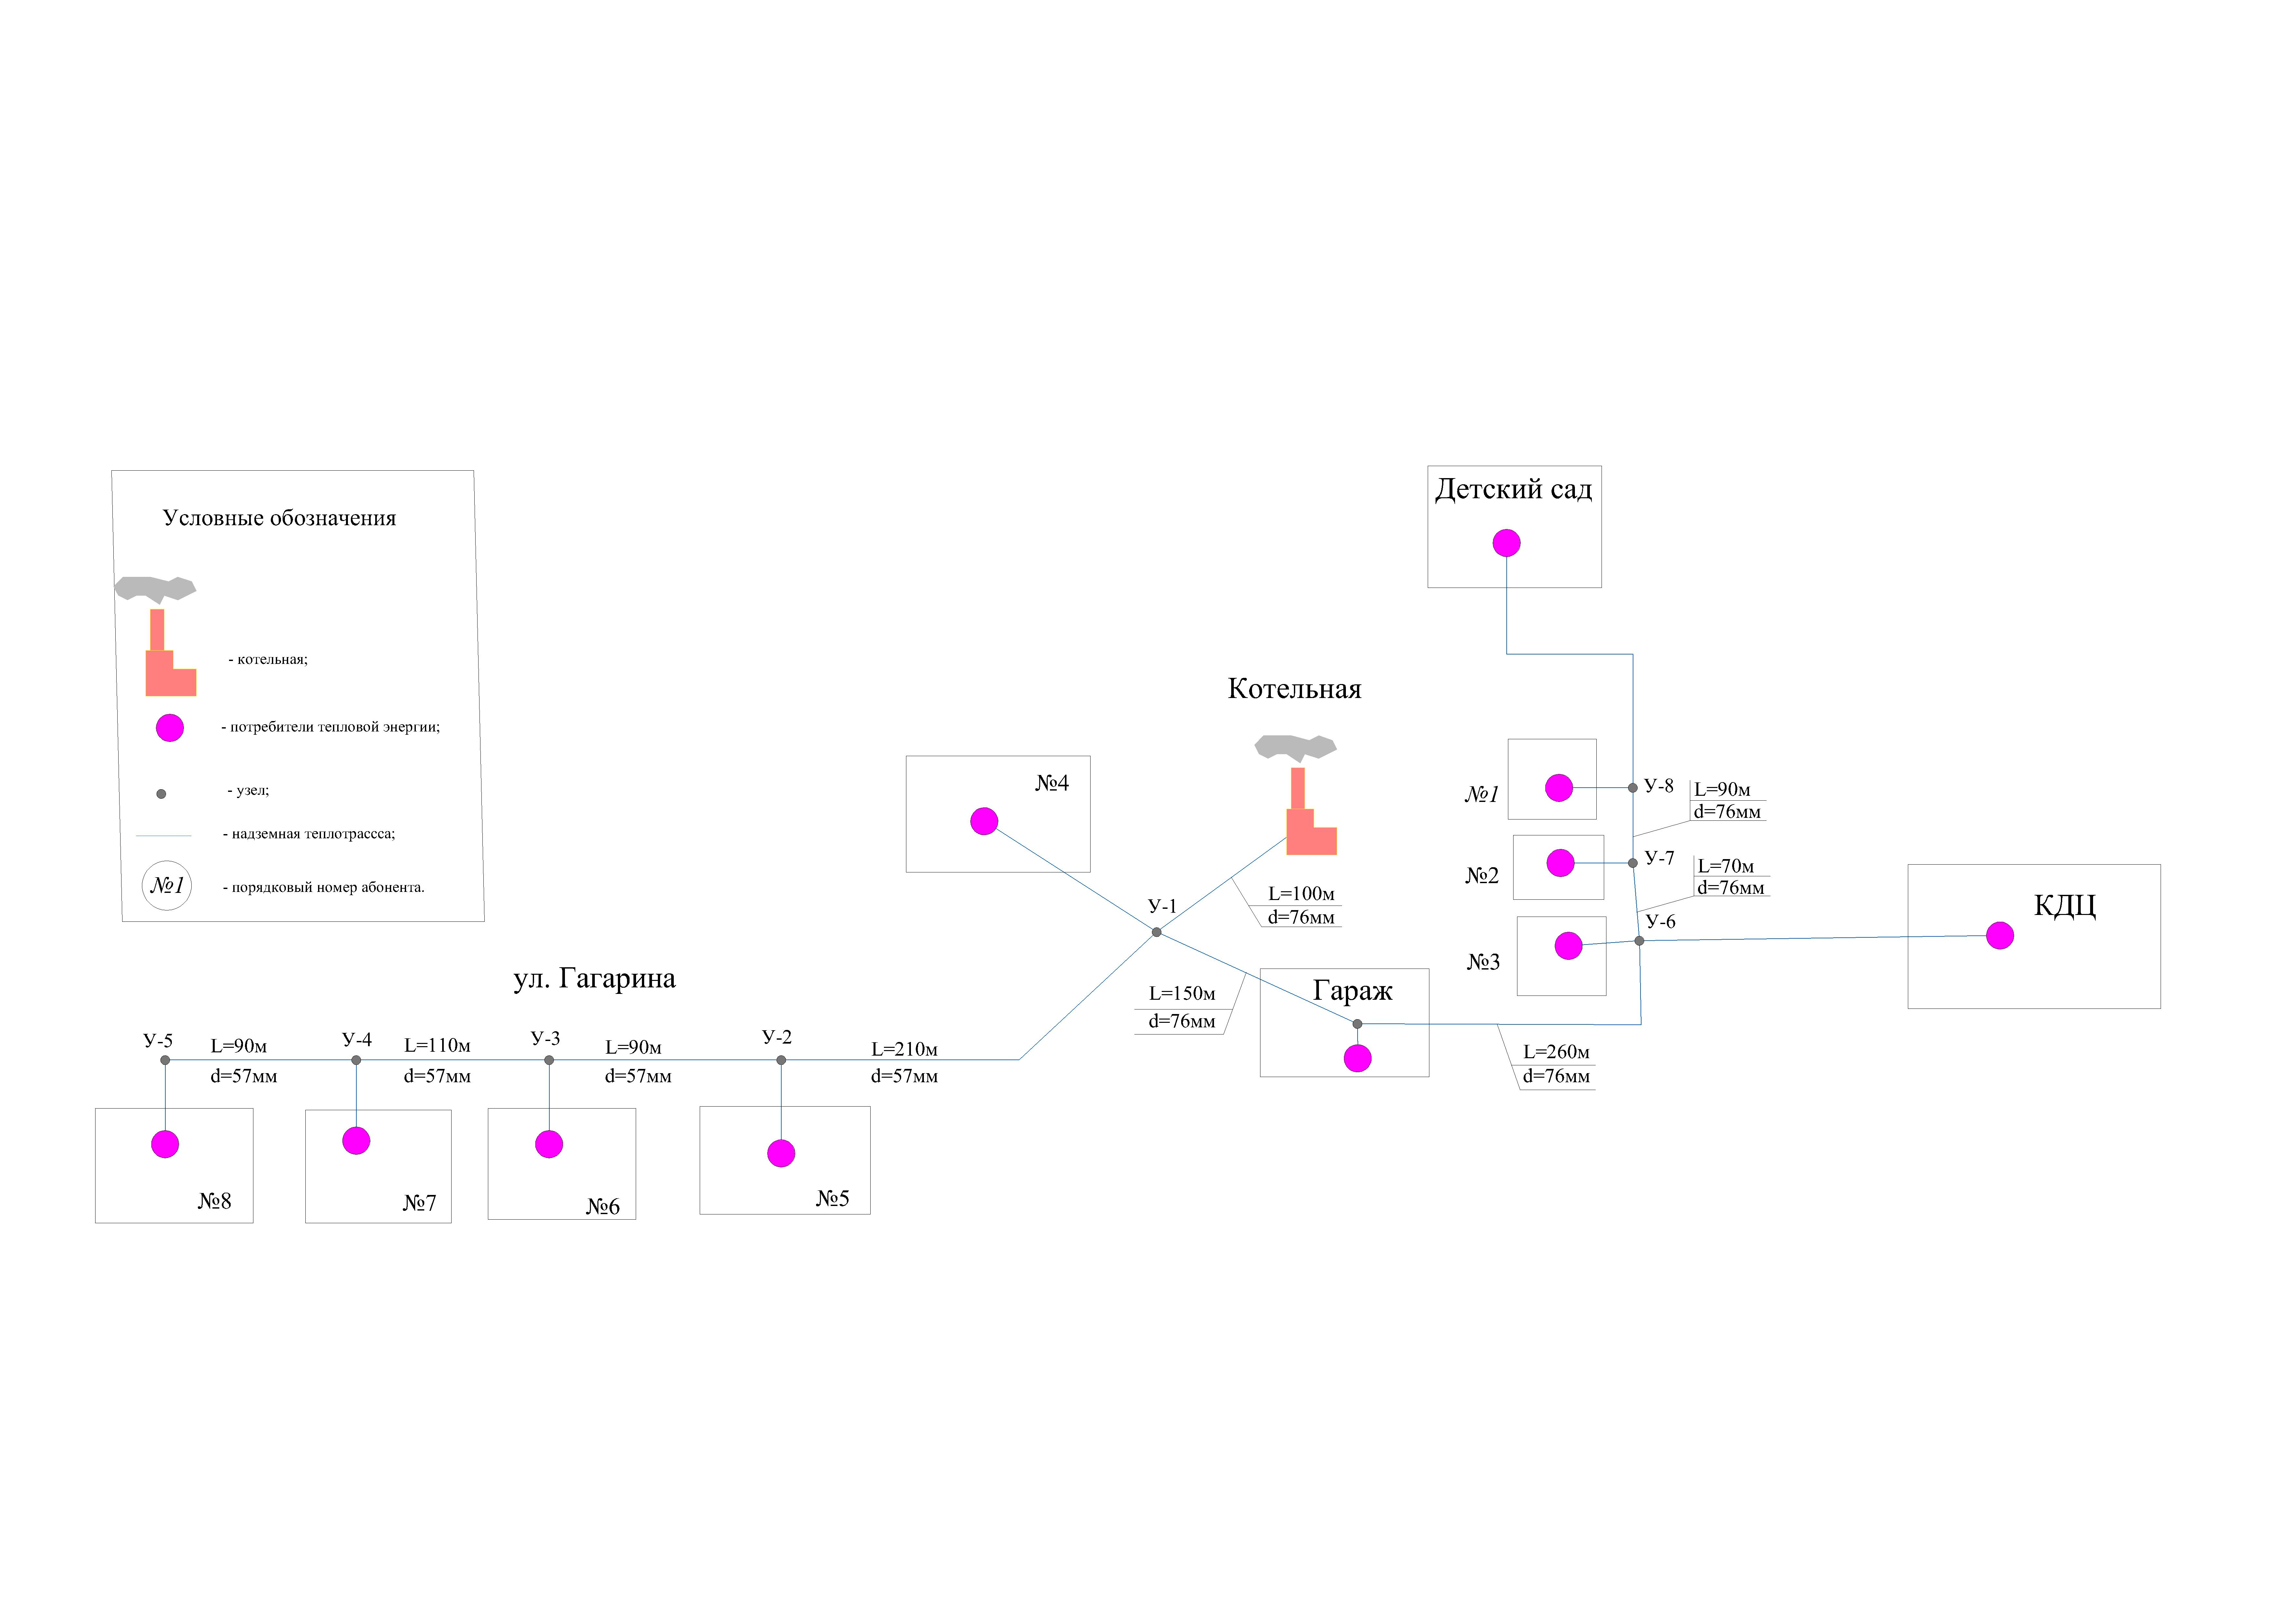 Условные обозначения
- котельная;
- потребители тепловой энергии;
- узел;
- надземная теплотрассса;
№1
- порядковый номер абонента.
Детский сад
Котельная
№4
№1
У-8
L=90м
d=76мм
№2
У-7
L=70м
d=76мм
№3
У-6
КДЦ
У-1
L=100м
d=76мм
ул. Гагарина
L=150м
d=76мм
Гараж
L=260м
d=76мм
У-5
L=90м
d=57мм
У-4
L=110м
d=57мм
У-3
L=90м
d=57мм
У-2
L=210м
d=57мм
№8
№7
№6
№5